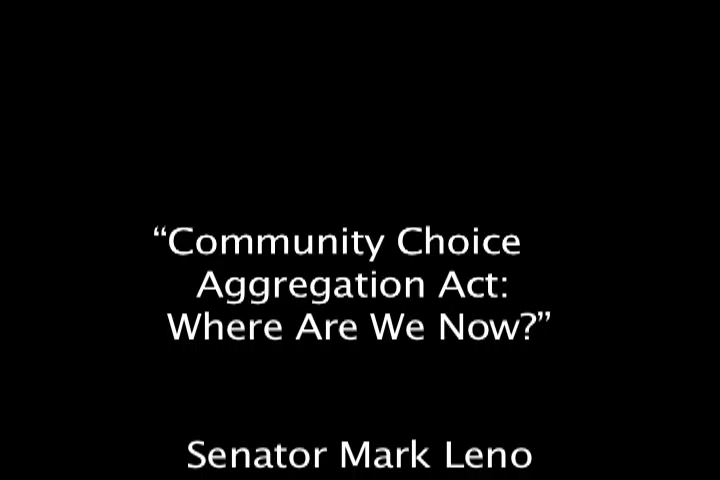 “Community Choice
Aggregation Act:
Where Are We Now?”
Senator Mark Leno